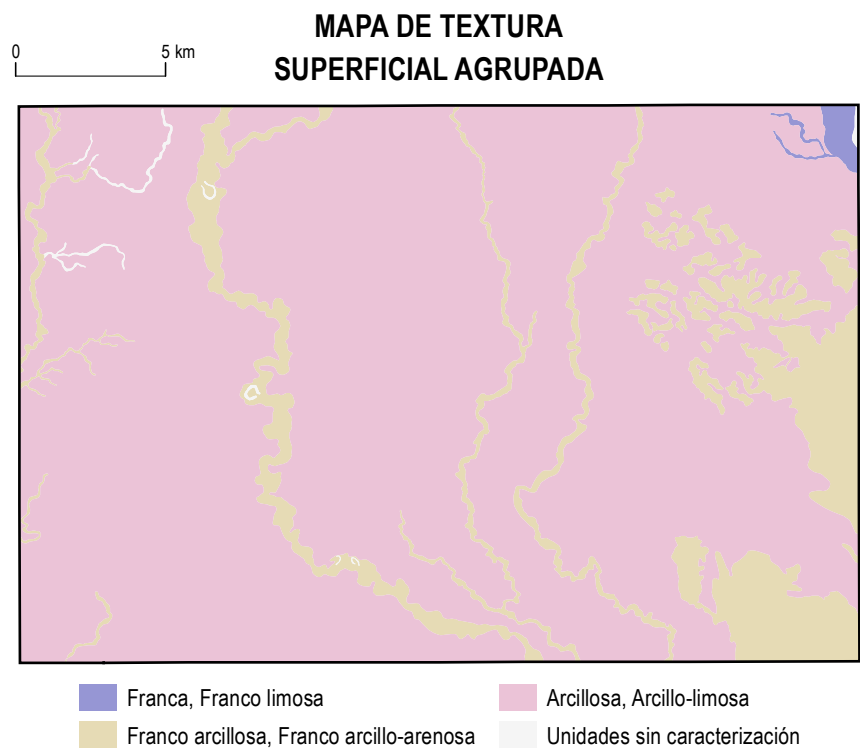 MAPA DE TEXTURA
SUPERFICIAL AGRUPADA
0 5 km
Franca, Franco limosa
Franco arcillosa, Franco arcillo-arenosa
Arcillosa, Arcillo-limosa
Unidades sin caracterización